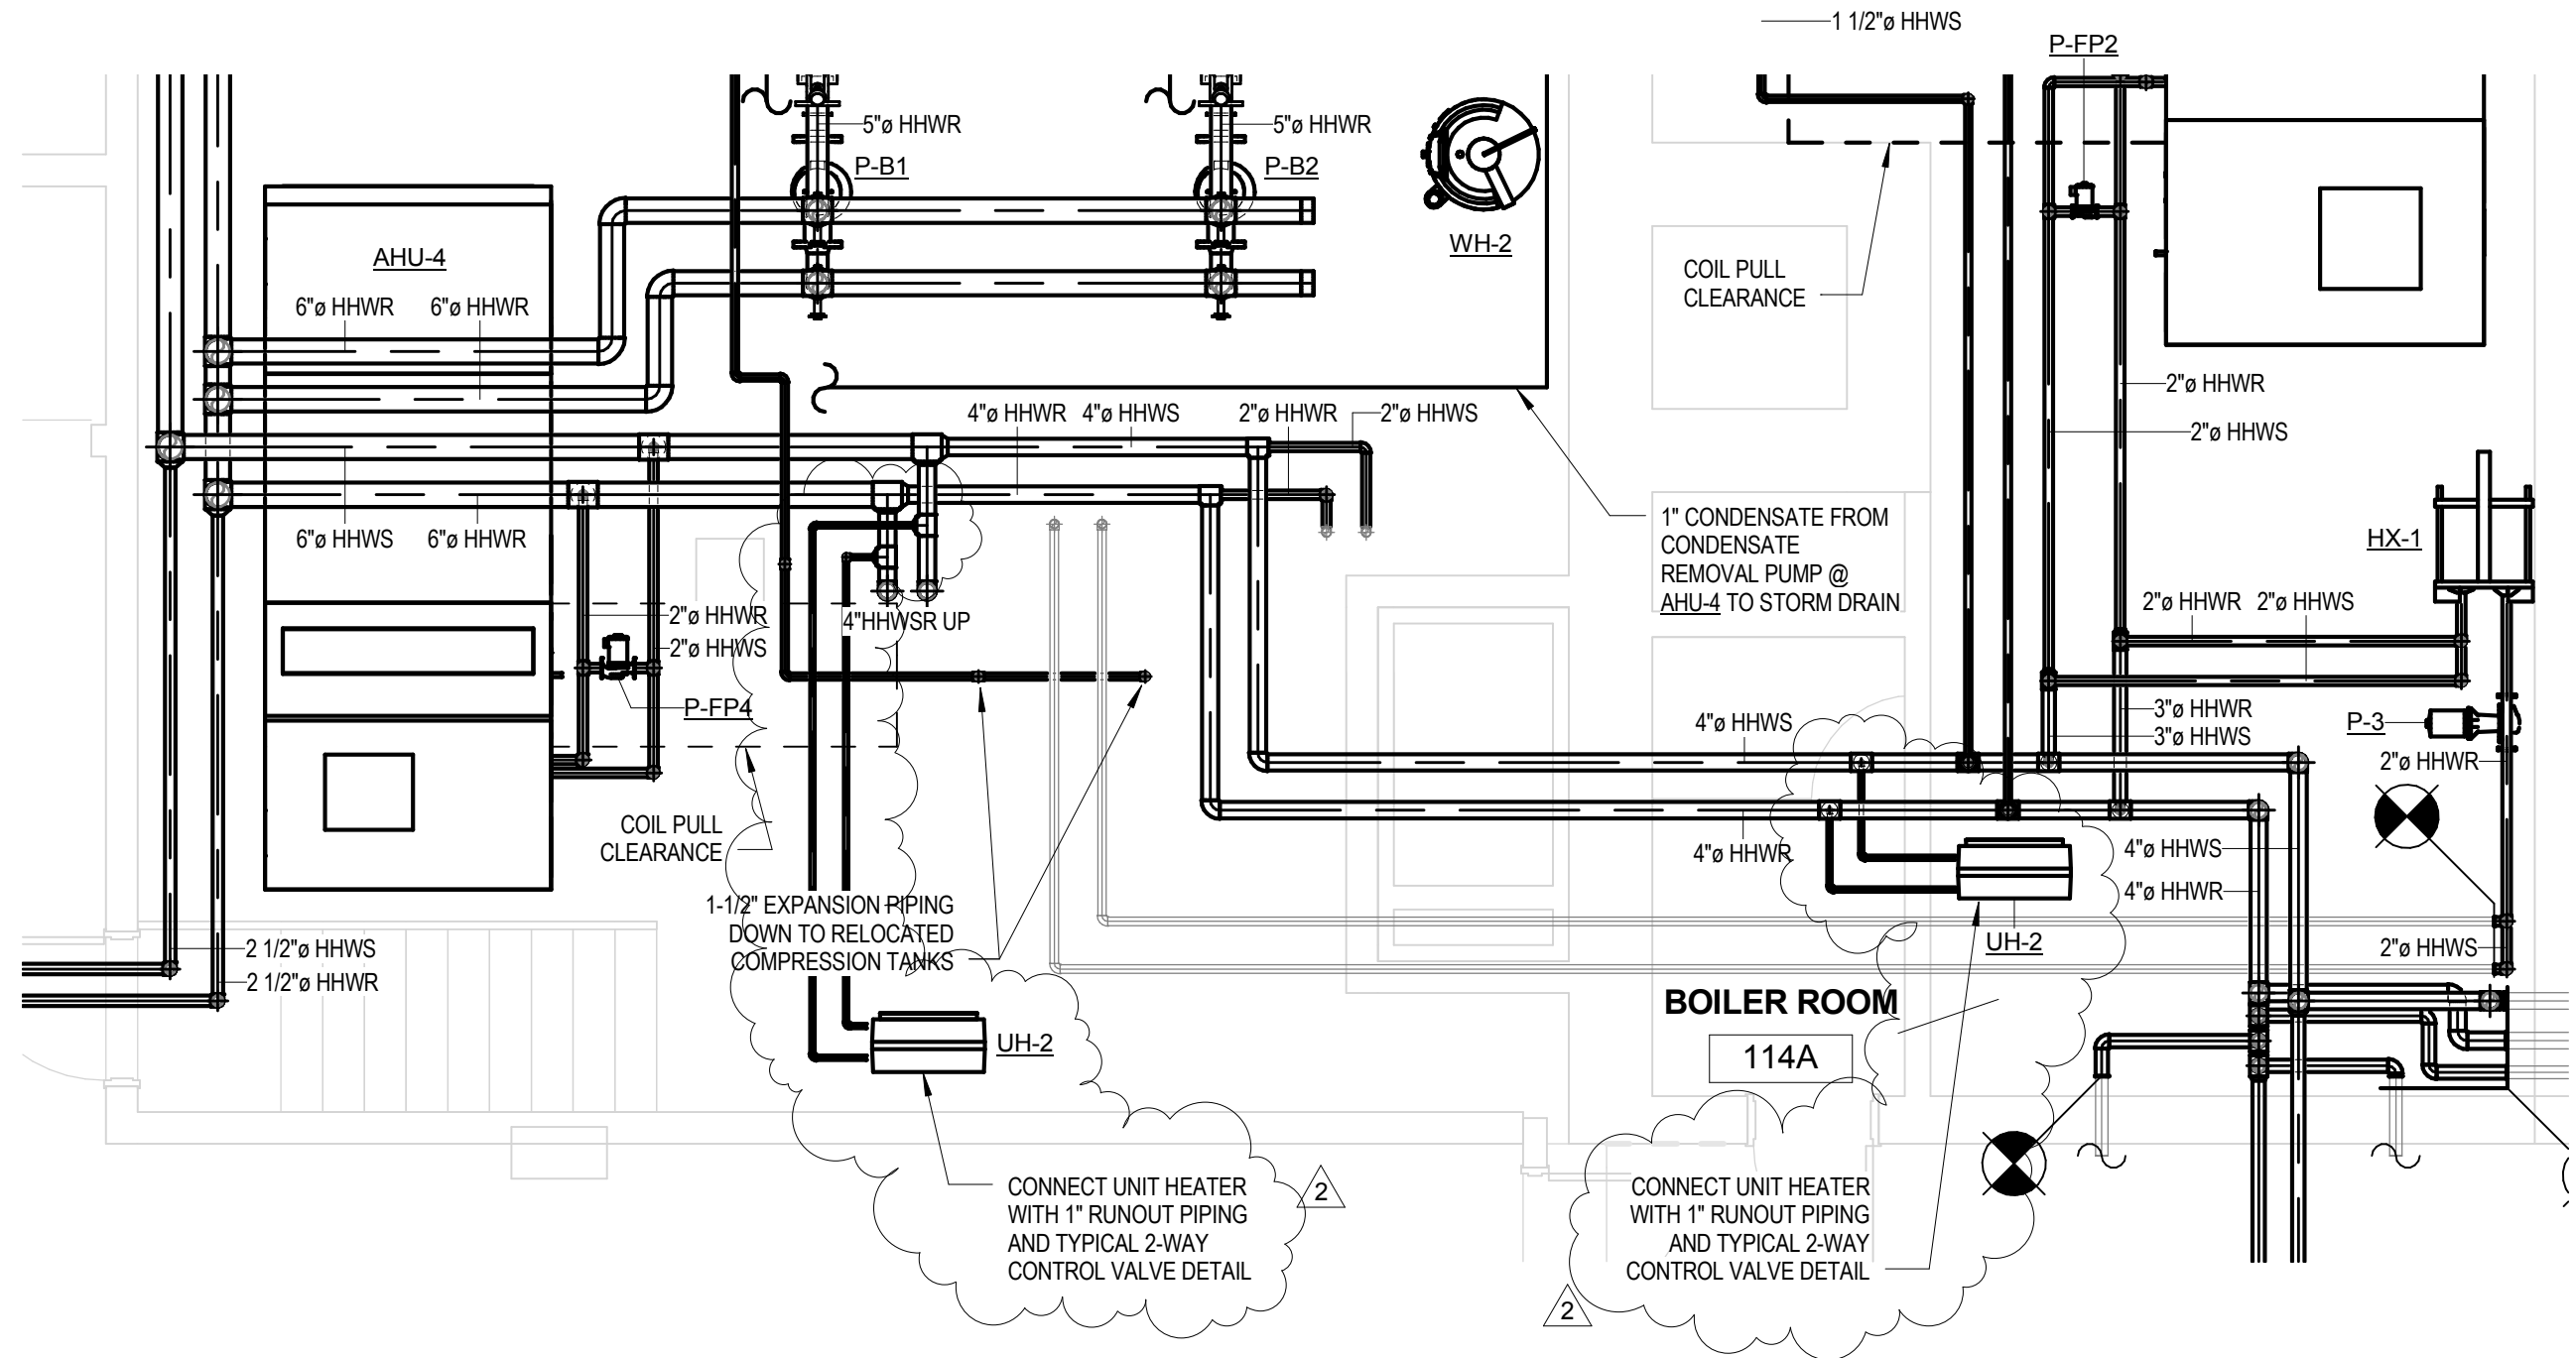 1 1/2"ø HHWS
P-FP2
5"ø HHWR
5"ø HHWR
P-B1
P-B2
WH-2
AHU-4
COIL PULL
CLEARANCE
6"ø HHWR
6"ø HHWR
2"ø HHWR
2"ø HHWS
4"ø HHWR
4"ø HHWS
2"ø HHWR
2"ø HHWS
6"ø HHWS
6"ø HHWR
1" CONDENSATE FROM
CONDENSATE
REMOVAL PUMP @
AHU-4 TO STORM DRAIN
HX-1
2"ø HHWR
2"ø HHWS
2"ø HHWR
2"ø HHWS
4"HHWSR UP
P-FP4
3"ø HHWR
3"ø HHWS
P-3
2"ø HHWR
4"ø HHWS
4"ø HHWR
COIL PULL
CLEARANCE
4"ø HHWS
4"ø HHWR
1-1/2" EXPANSION PIPING
DOWN TO RELOCATED
COMPRESSION TANKS
2 1/2"ø HHWS
2 1/2"ø HHWR
UH-2
2"ø HHWS
BOILER ROOM
114A
UH-2
CONNECT UNIT HEATER
WITH 1" RUNOUT PIPING
AND TYPICAL 2-WAY
CONTROL VALVE DETAIL
2
CONNECT UNIT HEATER
WITH 1" RUNOUT PIPING
AND TYPICAL 2-WAY
CONTROL VALVE DETAIL
2